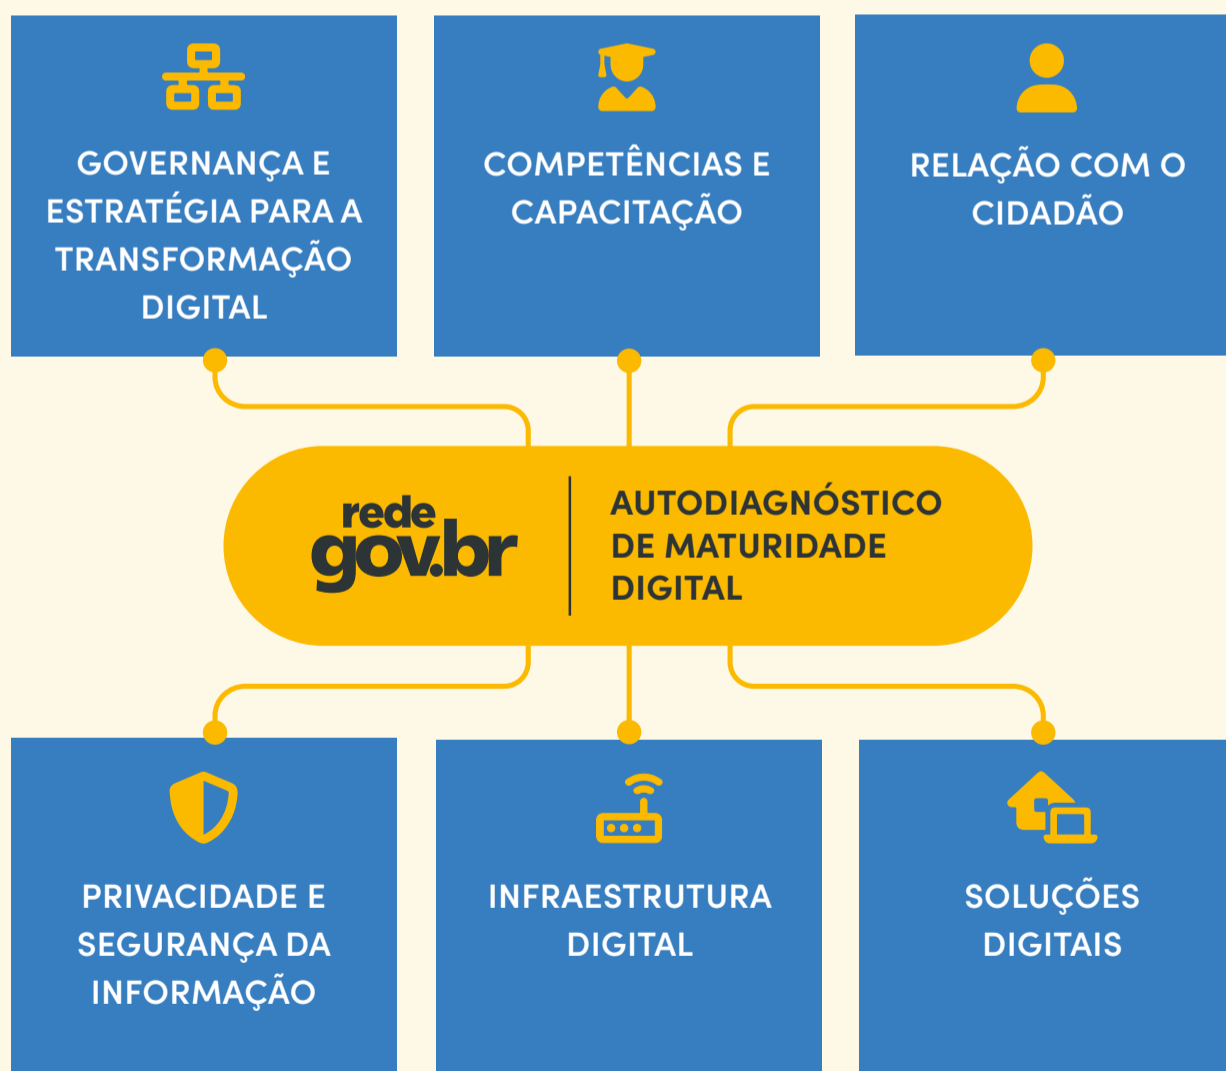 GOVERNANÇA E
ESTRATÉGIA PARA A
TRANSFORMAÇÃO
DIGITAL
COMPETÊNCIAS E
CAPACITAÇÃO
RELAÇÃO COM O
CIDADÃO
rede
gov.br
AUTODIAGNÓSTICO
DE MATURIDADE
DIGITAL
PRIVACIDADE E
SEGURANÇA DA
INFORMAÇÃO
INFRAESTRUTURA
DIGITAL
SOLUÇÕES
DIGITAIS